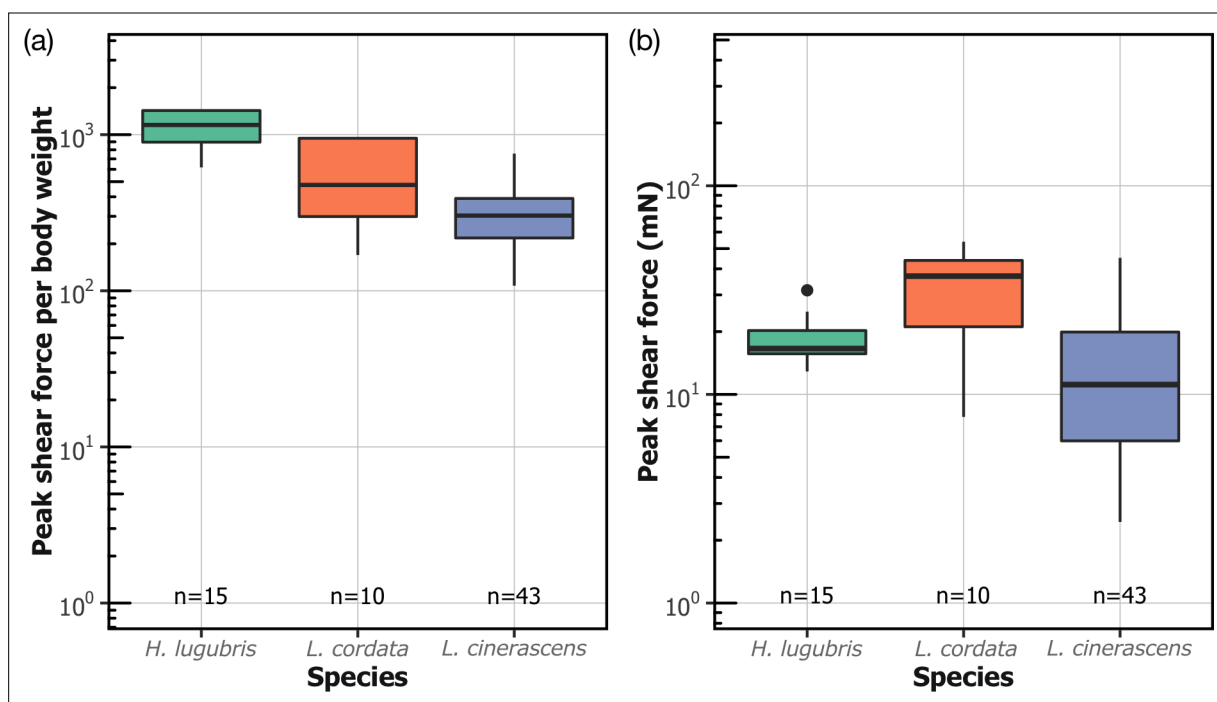 (a)
Peak shear force per body weight
10³
10²
10¹
10⁰
n=15 n=10 n=43
H. lugubris L. cordata L. cinerascens
Species
(b)
Peak shear force (mN)
10²
10¹
10⁰
n=15 n=10 n=43
H. lugubris L. cordata L. cinerascens
Species